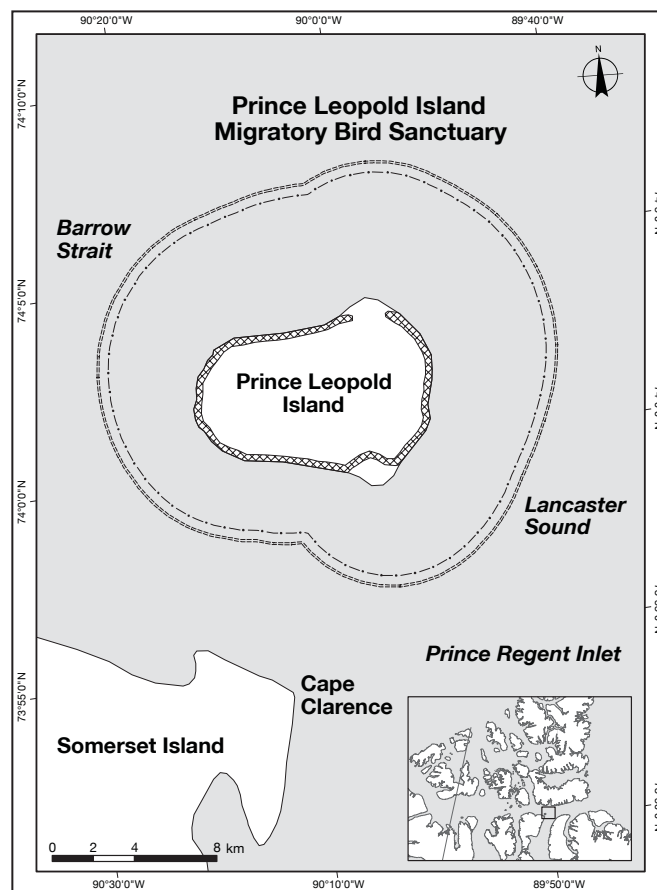 90°20'0"W 90°0'0"W 89°40'0"W
N
74°10'0"N
Prince Leopold Island
Migratory Bird Sanctuary
Barrow
Strait
74°5'0"N
Prince Leopold
Island
74°0'0"N
Lancaster
Sound
Prince Regent Inlet
Cape
Clarence
73°55'0"N
Somerset Island
0 2 4 8 km
90°30'0"W 90°10'0"W 89°50'0"W